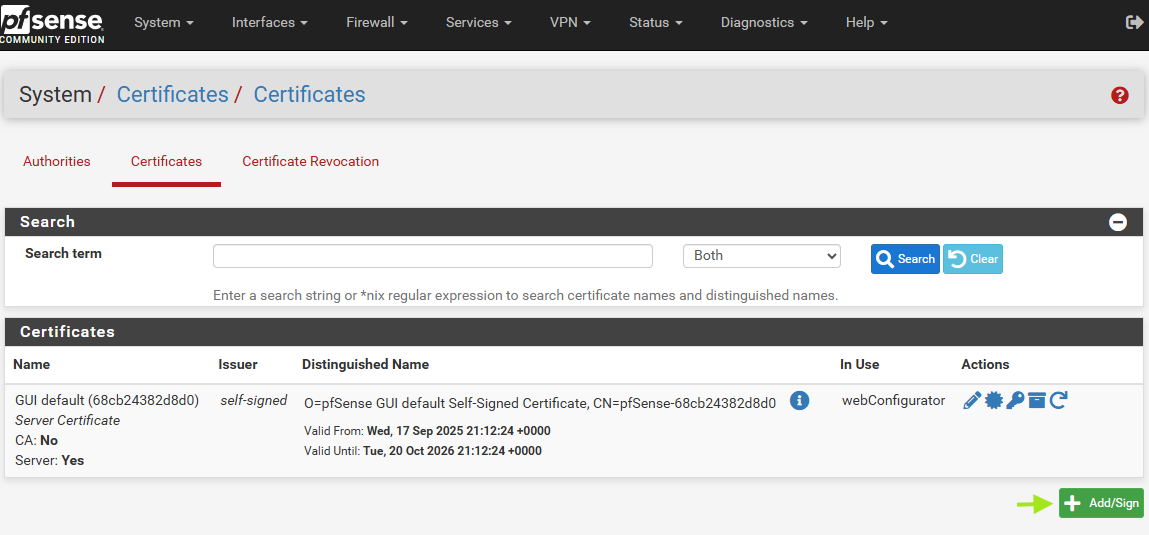 pfsense
COMMUNITY EDITION
System Interfaces Firewall Services VPN Status Diagnostics Help
System / Certificates / Certificates
Authorities Certificates Certificate Revocation
Search
Search term Both Search Clear
Enter a search string or *nix regular expression to search certificate names and distinguished names.
Certificates
Name Issuer Distinguished Name In Use Actions
GUI default (68cb24382d8d0) self-signed O=pfSense GUI default Self-Signed Certificate, CN=pfSense-68cb24382d8d0 webConfigurator
Server Certificate
Valid From: Wed, 17 Sep 2025 21:12:24 +0000
CA: No
Valid Until: Tue, 20 Oct 2026 21:12:24 +0000
Server: Yes
Add/Sign